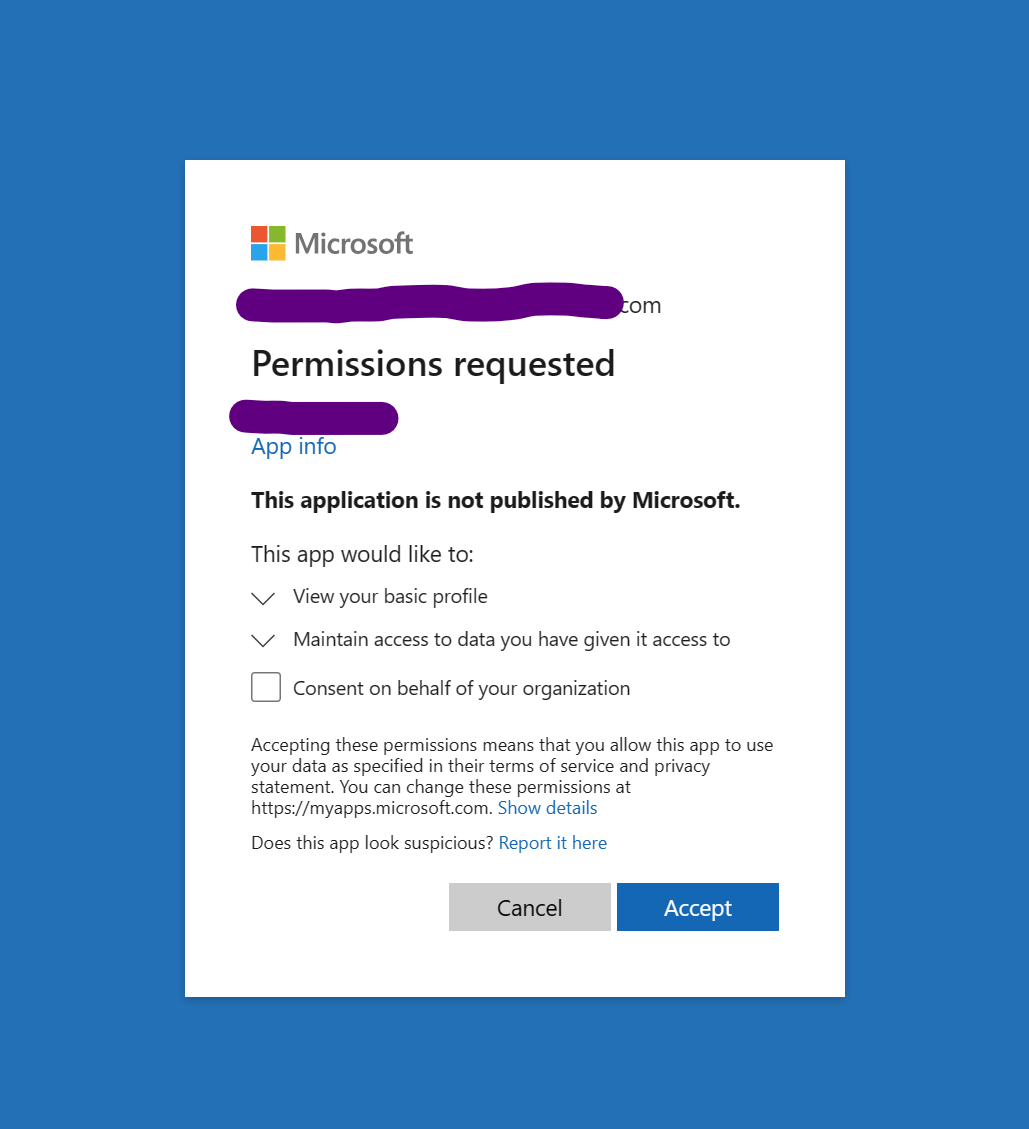 Microsoft
com
Permissions requested
App info
This application is not published by Microsoft.
This app would like to:
View your basic profile
Maintain access to data you have given it access to
Consent on behalf of your organization
Accepting these permissions means that you allow this app to use
your data as specified in their terms of service and privacy
statement. You can change these permissions at
https://myapps.microsoft.com. Show details
Does this app look suspicious? Report it here
Cancel
Accept